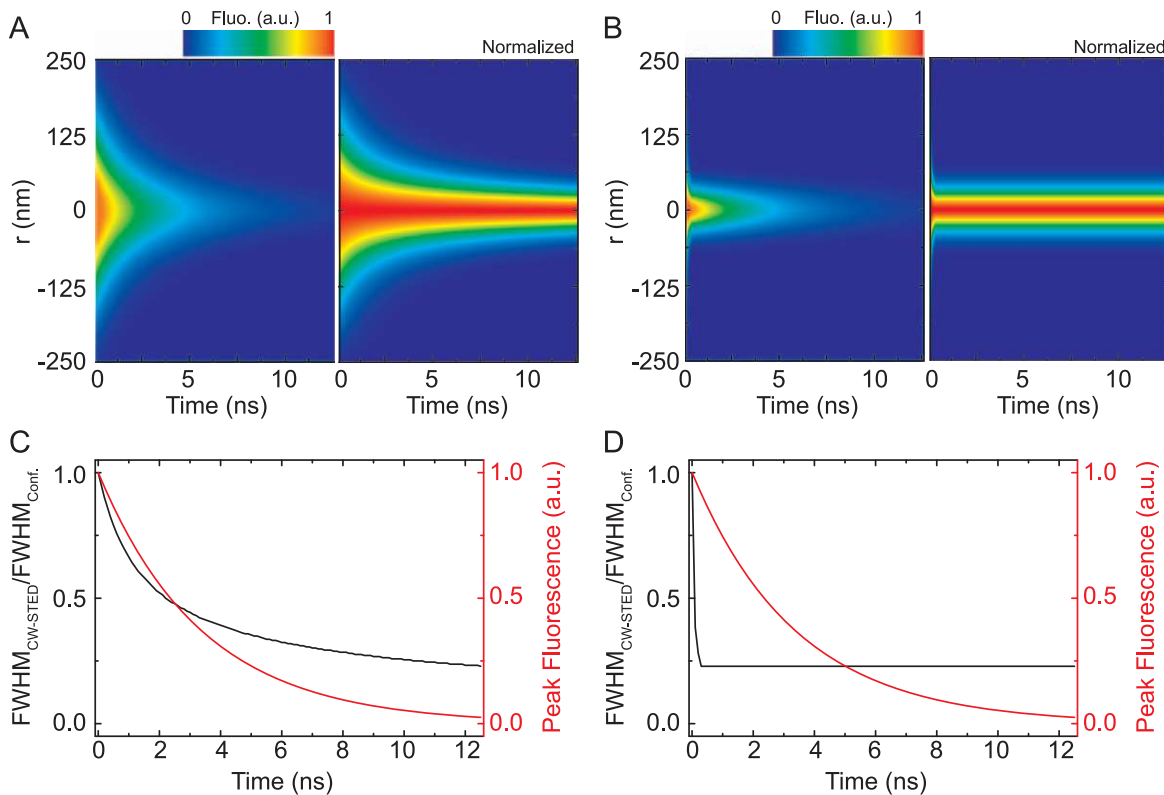 A
0 Fluo. (a.u.) 1
Normalized
250
125
0
-125
-250
r (nm)
0 5 10
Time (ns)
0 5 10
Time (ns)
B
0 Fluo. (a.u.) 1
Normalized
250
125
0
-125
-250
r (nm)
0 5 10
Time (ns)
0 5 10
Time (ns)
C
FWHM_CW-STED/FWHM_Conf.
1.0
0.5
0.0
0 2 4 6 8 10 12
Time (ns)
1.0
0.5
0.0
Peak Fluorescence (a.u.)
D
FWHM_CW-STED/FWHM_Conf.
1.0
0.5
0.0
0 2 4 6 8 10 12
Time (ns)
1.0
0.5
0.0
Peak Fluorescence (a.u.)